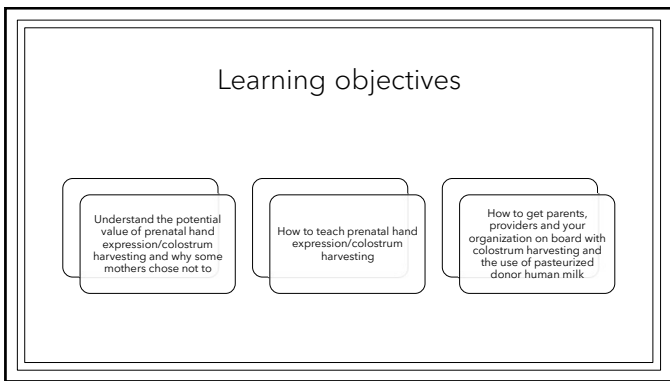 Learning objectives
Understand the potential
value of prenatal hand
expression/colostrum
harvesting and why some
mothers chose not to
How to teach prenatal hand
expression/colostrum
harvesting
How to get parents,
providers and your
organization on board with
colostrum harvesting and
the use of pasteurized
donor human milk